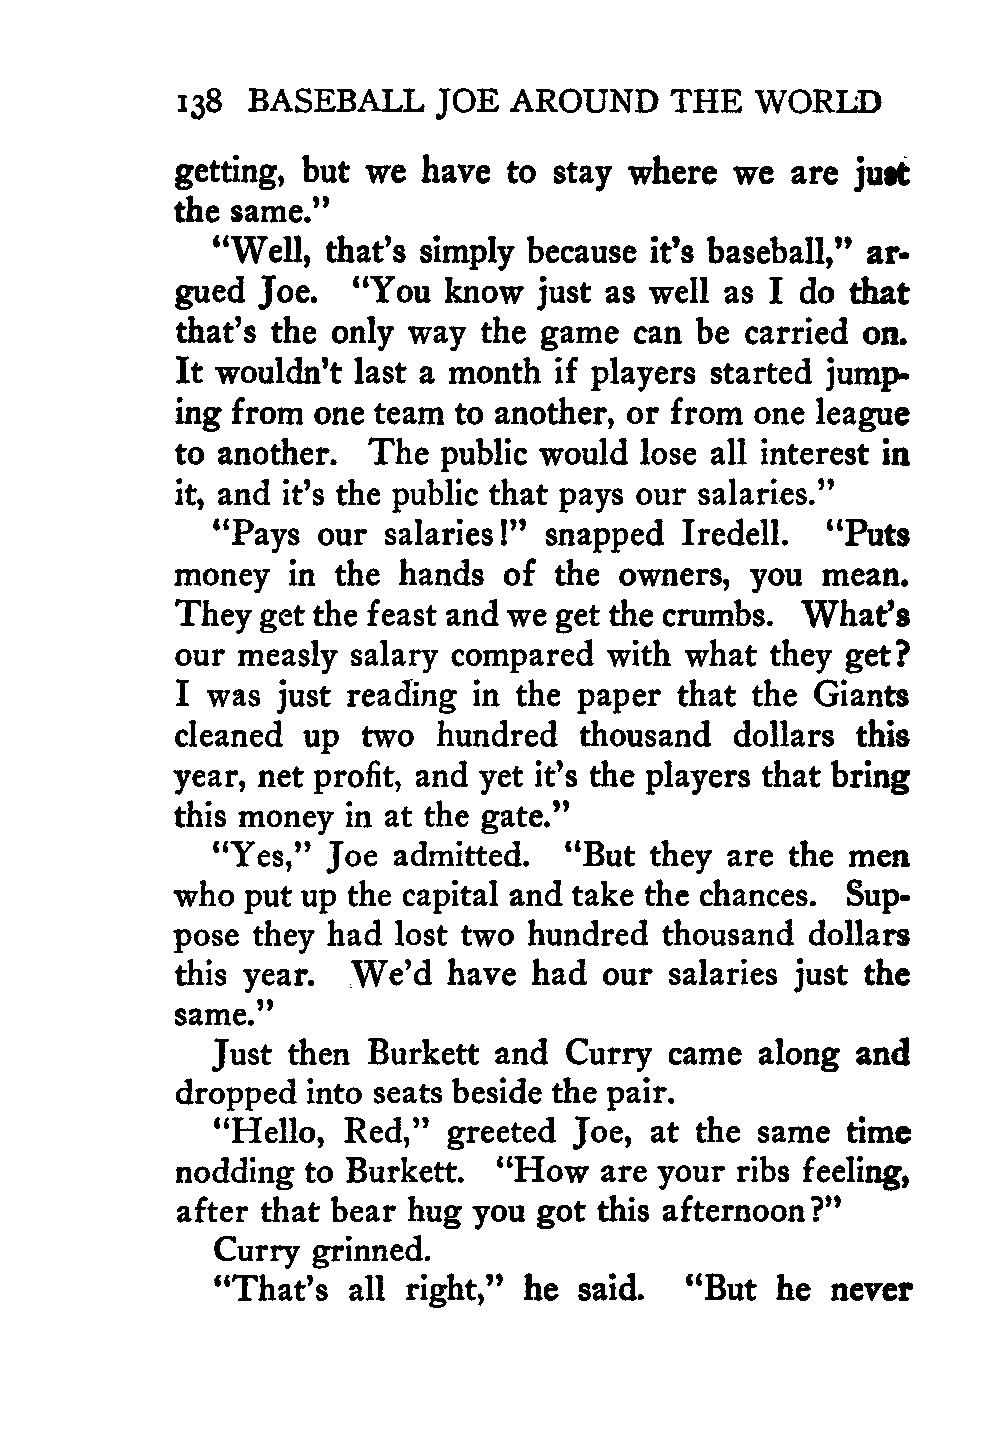 138 BASEBALL JOE AROUND THE WORLD
getting, but we have to stay where we are just
the same."
"Well, that's simply because it's baseball," ar-
gued Joe. "You know just as well as I do that
that's the only way the game can be carried on.
It wouldn't last a month if players started jump-
ing from one team to another, or from one league
to another. The public would lose all interest in
it, and it's the public that pays our salaries."
"Pays our salaries!" snapped Iredell. "Puts
money in the hands of the owners, you mean.
They get the feast and we get the crumbs. What's
our measly salary compared with what they get?
I was just reading in the paper that the Giants
cleaned up two hundred thousand dollars this
year, net profit, and yet it's the players that bring
this money in at the gate."
"Yes," Joe admitted. "But they are the men
who put up the capital and take the chances. Sup-
pose they had lost two hundred thousand dollars
this year. We'd have had our salaries just the
same."
Just then Burkett and Curry came along and
dropped into seats beside the pair.
"Hello, Red," greeted Joe, at the same time
nodding to Burkett. "How are your ribs feeling,
after that bear hug you got this afternoon?"
Curry grinned.
"That's all right," he said. "But he never